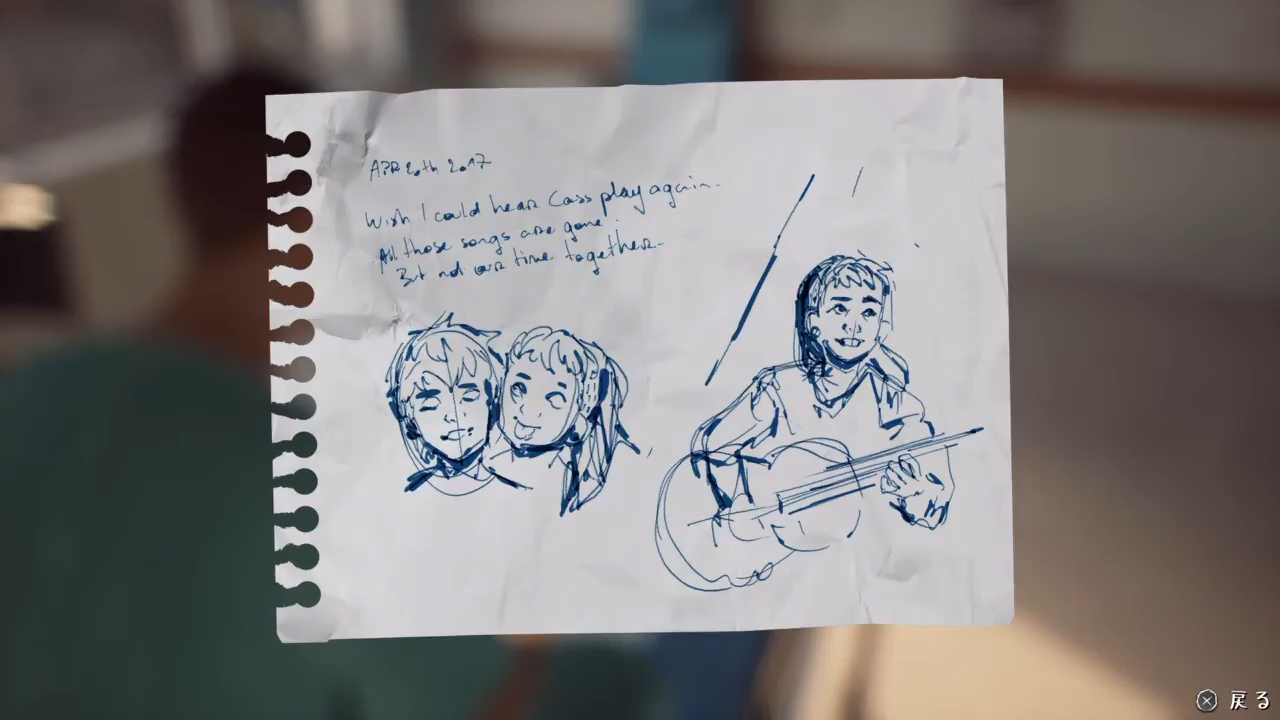 APR 20th 2017
Wish I could hear Cass play again.
All those songs are gone.
But not our time together.
戻る